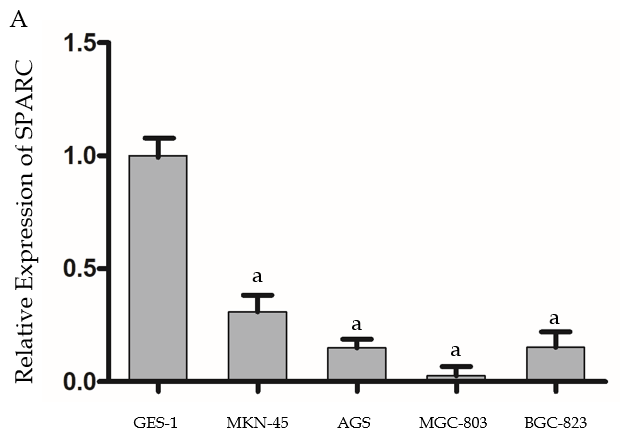 A
Relative Expression of SPARC
1.5
1.0
0.5
0.0
a
a
a
a
GES-1
MKN-45
AGS
MGC-803
BGC-823